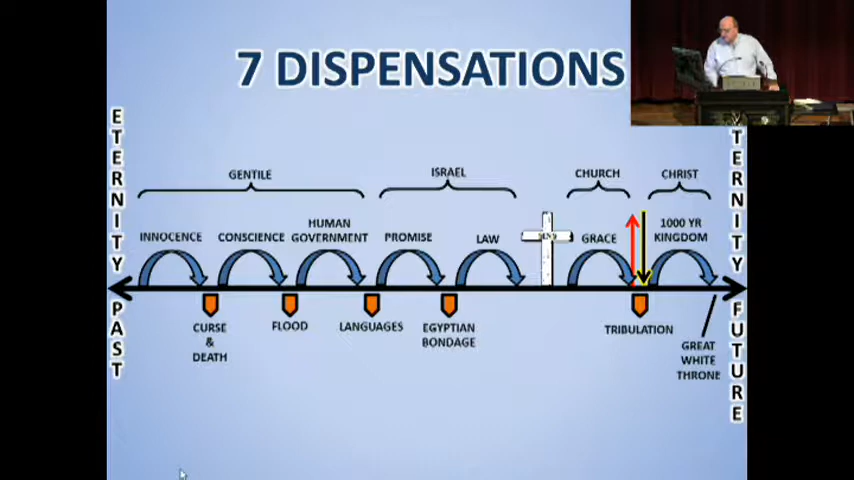 7 DISPENSATIONS
ETERNITY
TERNITY
GENTILE
ISRAEL
CHURCH
CHRIST
INNOCENCE
CONSCIENCE
HUMAN
GOVERNMENT
PROMISE
LAW
GRACE
1000 YR
KINGDOM
PAST
FUTURE
CURSE
&
DEATH
FLOOD
LANGUAGES
EGYPTIAN
BONDAGE
TRIBULATION
GREAT
WHITE
THRONE